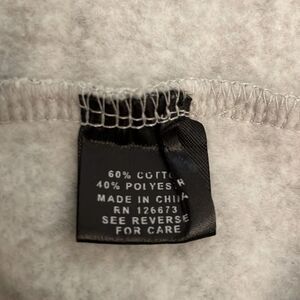 60% COTTO
40% POLYES R
MADE IN CHINA
RN 126673
SEE REVERSE
FOR CARE